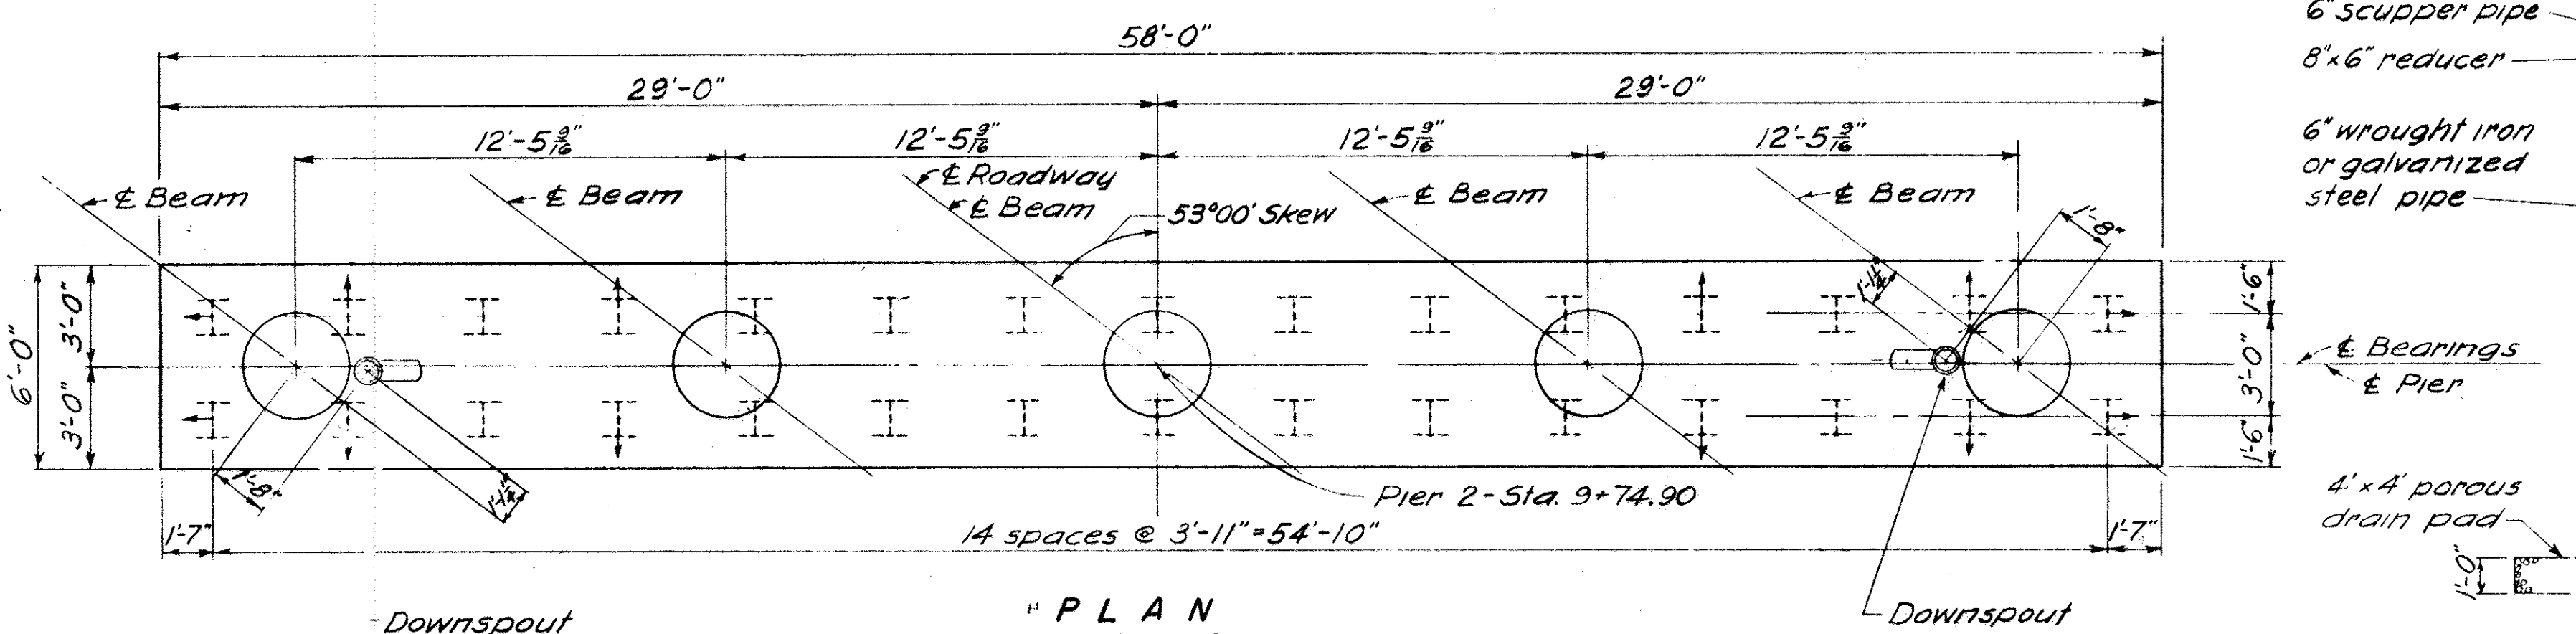 58'-0"
29'-0"
29'-0"
12'-5 9/16"
12'-5 9/16"
12'-5 9/16"
12'-5 9/16"
℄ Beam
℄ Beam
℄ Roadway
℄ Beam
53°00' Skew
℄ Beam
℄ Beam
1'-8"
1'-1¼"
6'-0"
3'-0"
3'-0"
1'-6"
3'-0"
1'-6"
℄ Bearings
℄ Pier
1'-8"
1'-1¼"
Pier 2-Sta. 9+74.90
1'-7"
14 spaces @ 3'-11"=54'-10"
1'-7"
Downspout
PLAN
Downspout
6" scupper pipe
8"x6" reducer
6" wrought iron
or galvanized
steel pipe
4'x4' porous
drain pad
1'-0"